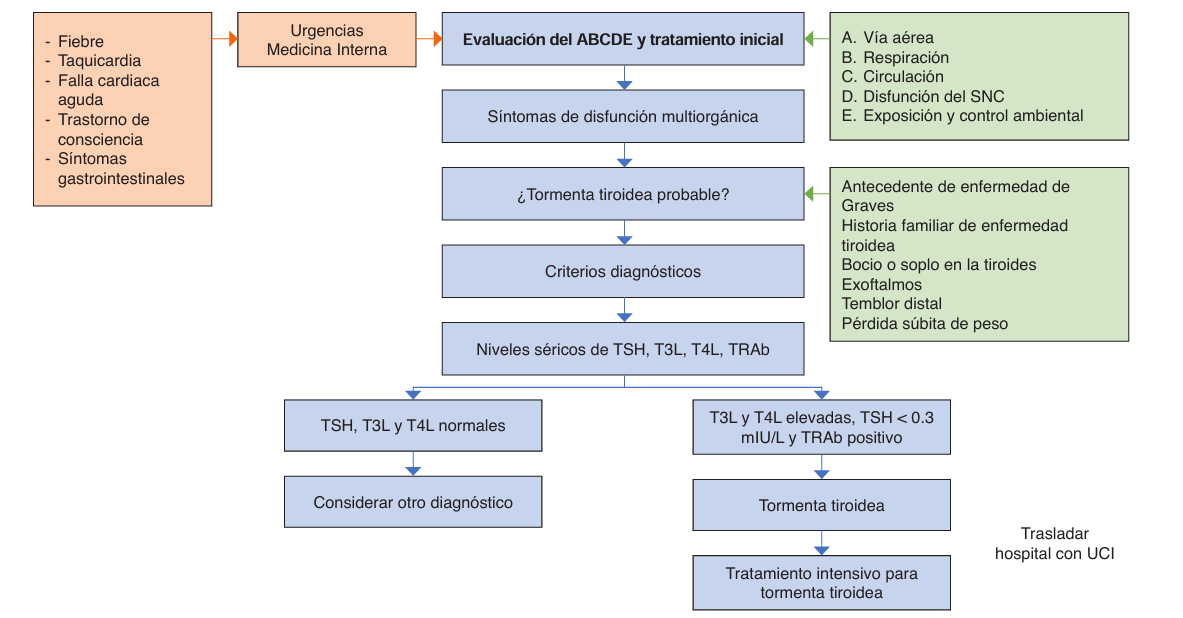 - Fiebre
- Taquicardia
- Falla cardiaca
aguda
- Trastorno de
consciencia
- Síntomas
gastrointestinales
Urgencias
Medicina Interna
Evaluación del ABCDE y tratamiento inicial
A. Vía aérea
B. Respiración
C. Circulación
D. Disfunción del SNC
E. Exposición y control ambiental
Síntomas de disfunción multiorgánica
¿Tormenta tiroidea probable?
Antecedente de enfermedad de
Graves
Historia familiar de enfermedad
tiroidea
Bocio o soplo en la tiroides
Exoftalmos
Temblor distal
Pérdida súbita de peso
Criterios diagnósticos
Niveles séricos de TSH, T3L, T4L, TRAb
TSH, T3L y T4L normales
Considerar otro diagnóstico
T3L y T4L elevadas, TSH < 0.3
mIU/L y TRAb positivo
Tormenta tiroidea
Tratamiento intensivo para
tormenta tiroidea
Trasladar
hospital con UCI